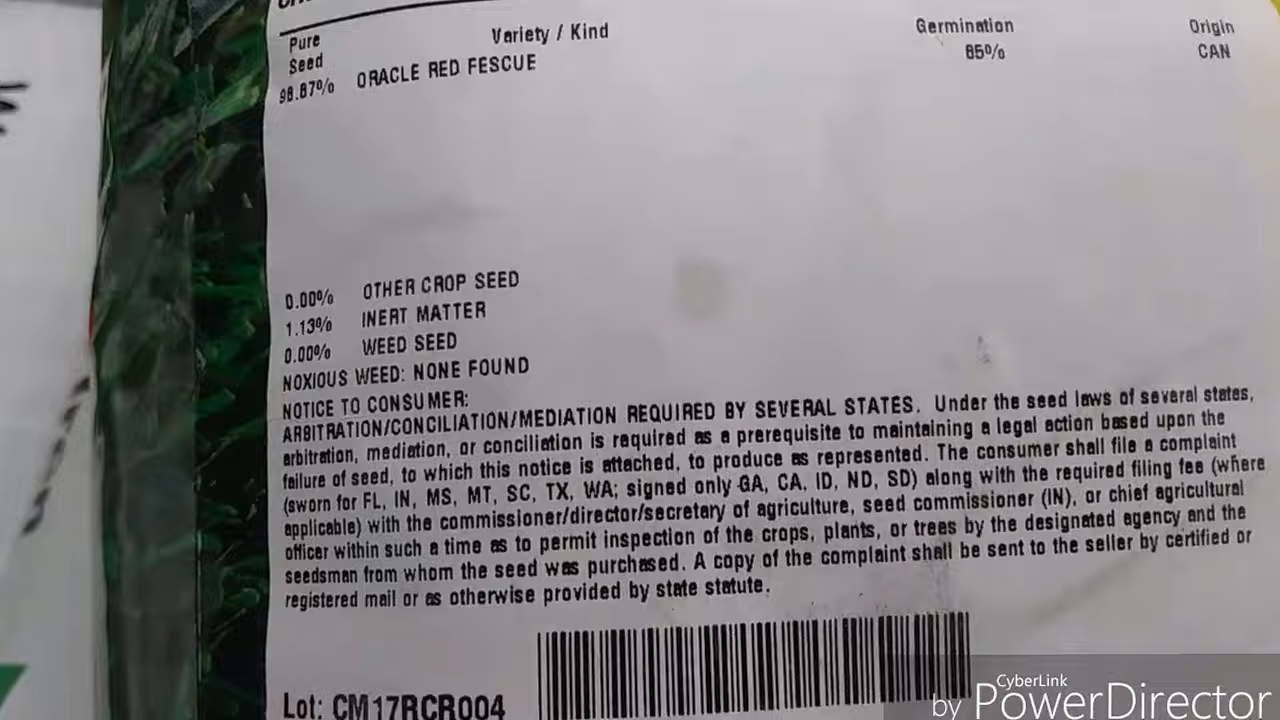 Pure Seed Variety / Kind Germination Origin
98.87% ORACLE RED FESCUE 85% CAN
0.00% OTHER CROP SEED
1.13% INERT MATTER
0.00% WEED SEED
NOXIOUS WEED: NONE FOUND
NOTICE TO CONSUMER:
ARBITRATION/CONCILIATION/MEDIATION REQUIRED BY SEVERAL STATES. Under the seed laws of several states,
arbitration, mediation, or conciliation is required as a prerequisite to maintaining a legal action based upon the
failure of seed, to which this notice is attached, to produce as represented. The consumer shall file a complaint
(sworn for FL, IN, MS, MT, SC, TX, WA; signed only GA, CA, ID, ND, SD) along with the required filing fee (where
applicable) with the commissioner/director/secretary of agriculture, seed commissioner (IN), or chief agricultural
officer within such a time as to permit inspection of the crops, plants, or trees by the designated agency and the
seedsman from whom the seed was purchased. A copy of the complaint shall be sent to the seller by certified or
registered mail or as otherwise provided by state statute.
Lot: CM17RCR004
CyberLink
by PowerDirector